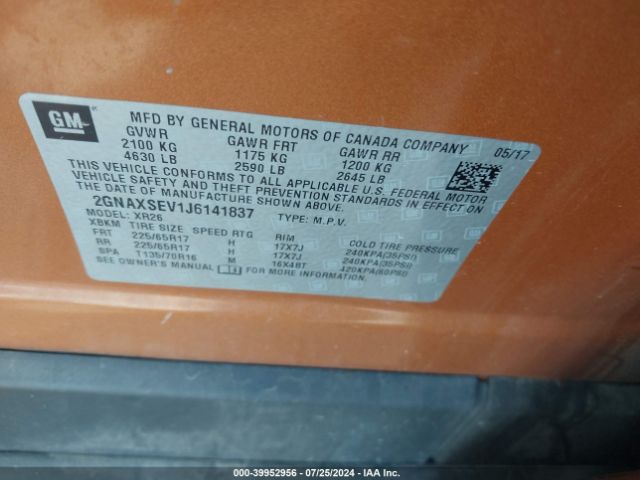 GM
MFD BY GENERAL MOTORS OF CANADA COMPANY 05/17
GVWR GAWR FRT GAWR RR
2100 KG 1175 KG 1200 KG
4630 LB 2590 LB 2645 LB
THIS VEHICLE CONFORMS TO ALL APPLICABLE U.S. FEDERAL MOTOR
VEHICLE SAFETY AND THEFT PREVENTION STANDARDS IN EFFECT ON
THE DATE OF MANUFACTURE SHOWN ABOVE.
2GNAXSEV1J6141837 TYPE: M.P.V.
MODEL: XR26
XBKM TIRE SIZE SPEED RTG RIM COLD TIRE PRESSURE
FRT 225/65R17 H 17X7J 240KPA(35PSI)
RR 225/65R17 H 17X7J 240KPA(35PSI)
SPA T135/70R16 M 16X4BT 420KPA(60PSI)
SEE OWNER'S MANUAL FOR MORE INFORMATION.
000-39952956 - 07/25/2024 - IAA Inc.